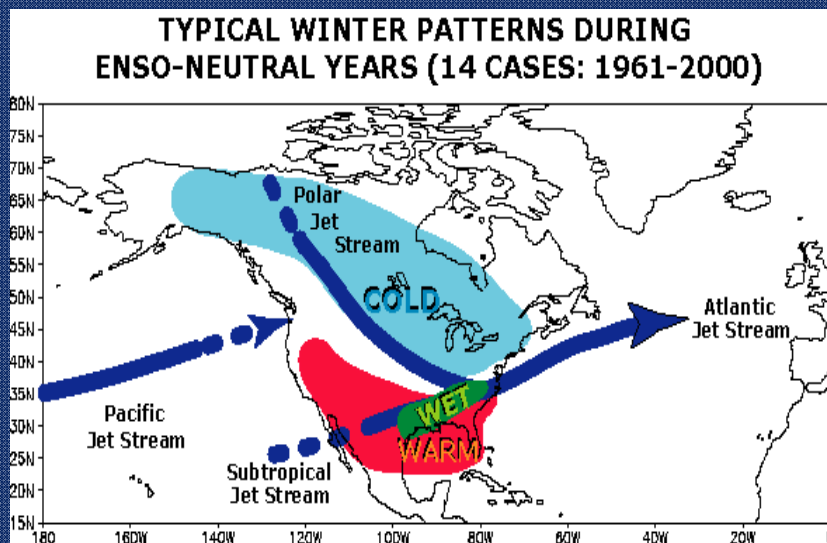 TYPICAL WINTER PATTERNS DURING
ENSO-NEUTRAL YEARS (14 CASES: 1961-2000)
80N
75N
70N
65N
60N
55N
50N
45N
40N
35N
30N
25N
20N
15N
Polar
Jet
Stream
COLD
Atlantic
Jet Stream
Pacific
Jet Stream
WET
WARM
Subtropical
Jet Stream
180
160W
140W
120W
100W
80W
60W
40W
20W